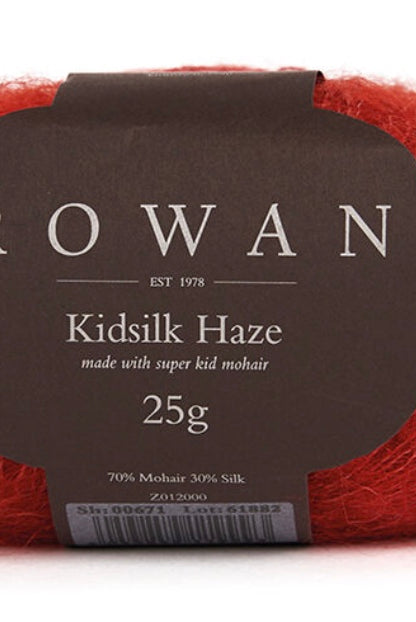 ROWAN
EST 1978
Kidsilk Haze
made with super kid mohair
25g
70% Mohair 30% Silk
Z012000
Sh: 00671 Lot: 61882